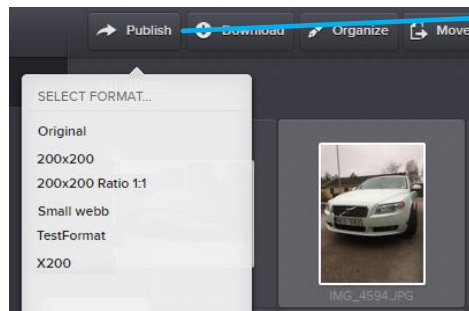 Publish Download Organize Move
SELECT FORMAT...
Original
200x200
200x200 Ratio 1:1
Small webb
TestFormat
X200
IMG_4594.JPG